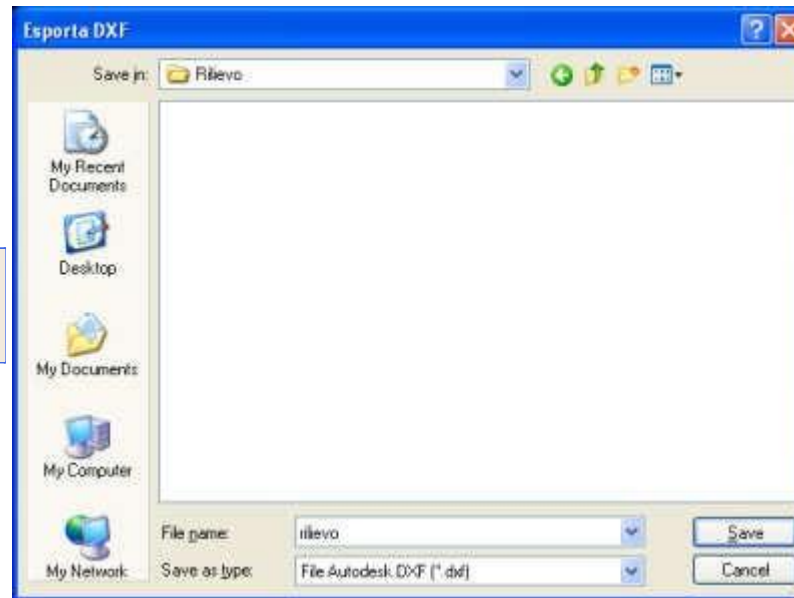 Esporta DXF
Save in: Rilievo
My Recent
Documents
Desktop
My Documents
My Computer
My Network
File name: rilievo
Save as type: File Autodesk DXF (*.dxf)
Save
Cancel